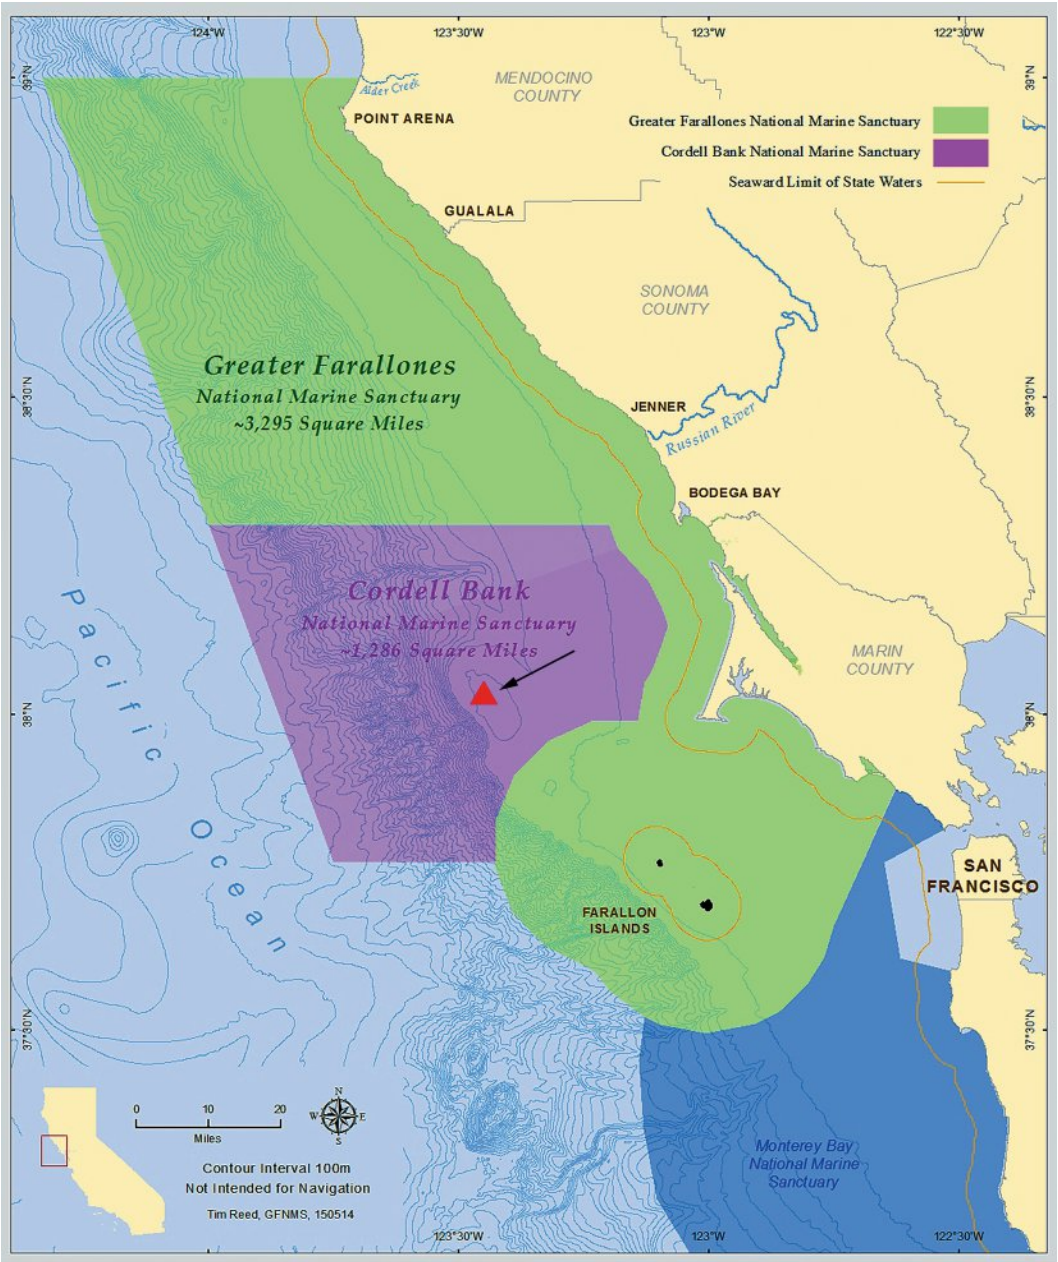 124°W
123°30'W
123°W
122°30'W
39°N
39°N
Alder Creek
MENDOCINO
COUNTY
POINT ARENA
Greater Farallones National Marine Sanctuary
Cordell Bank National Marine Sanctuary
Seaward Limit of State Waters
GUALALA
SONOMA
COUNTY
Greater Farallones
National Marine Sanctuary
~3,295 Square Miles
38°30'N
38°30'N
JENNER
Russian River
BODEGA BAY
Cordell Bank
National Marine Sanctuary
~1,286 Square Miles
MARIN
COUNTY
38°N
38°N
Pacific
Ocean
SAN
FRANCISCO
FARALLON
ISLANDS
37°30'N
37°30'N
N
W
E
S
0
10
20
Miles
Contour Interval 100m
Not Intended for Navigation
Tim Reed, GFNMS, 150514
Monterey Bay
National Marine
Sanctuary
123°30'W
123°W
122°30'W